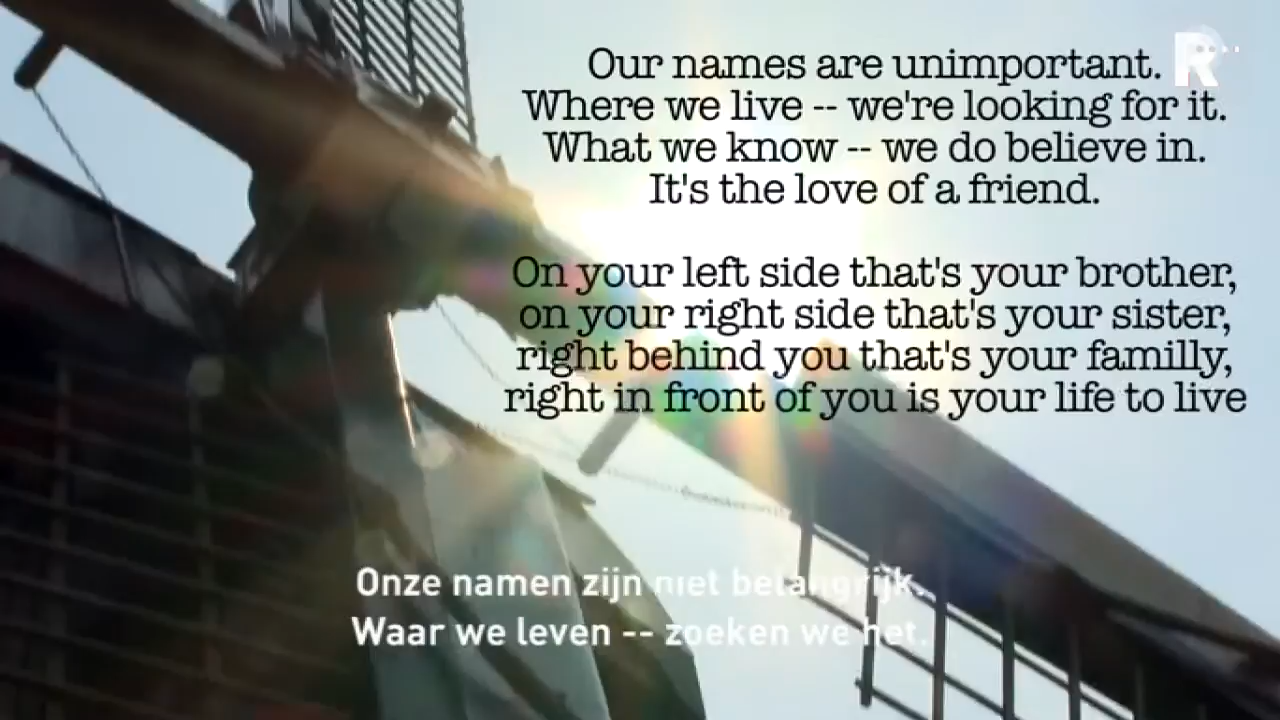 Our names are unimportant.
Where we live -- we're looking for it.
What we know -- we do believe in.
It's the love of a friend.
On your left side that's your brother,
on your right side that's your sister,
right behind you that's your familly,
right in front of you is your life to live
Onze namen zijn niet belangrijk.
Waar we leven -- zoeken we het.
R